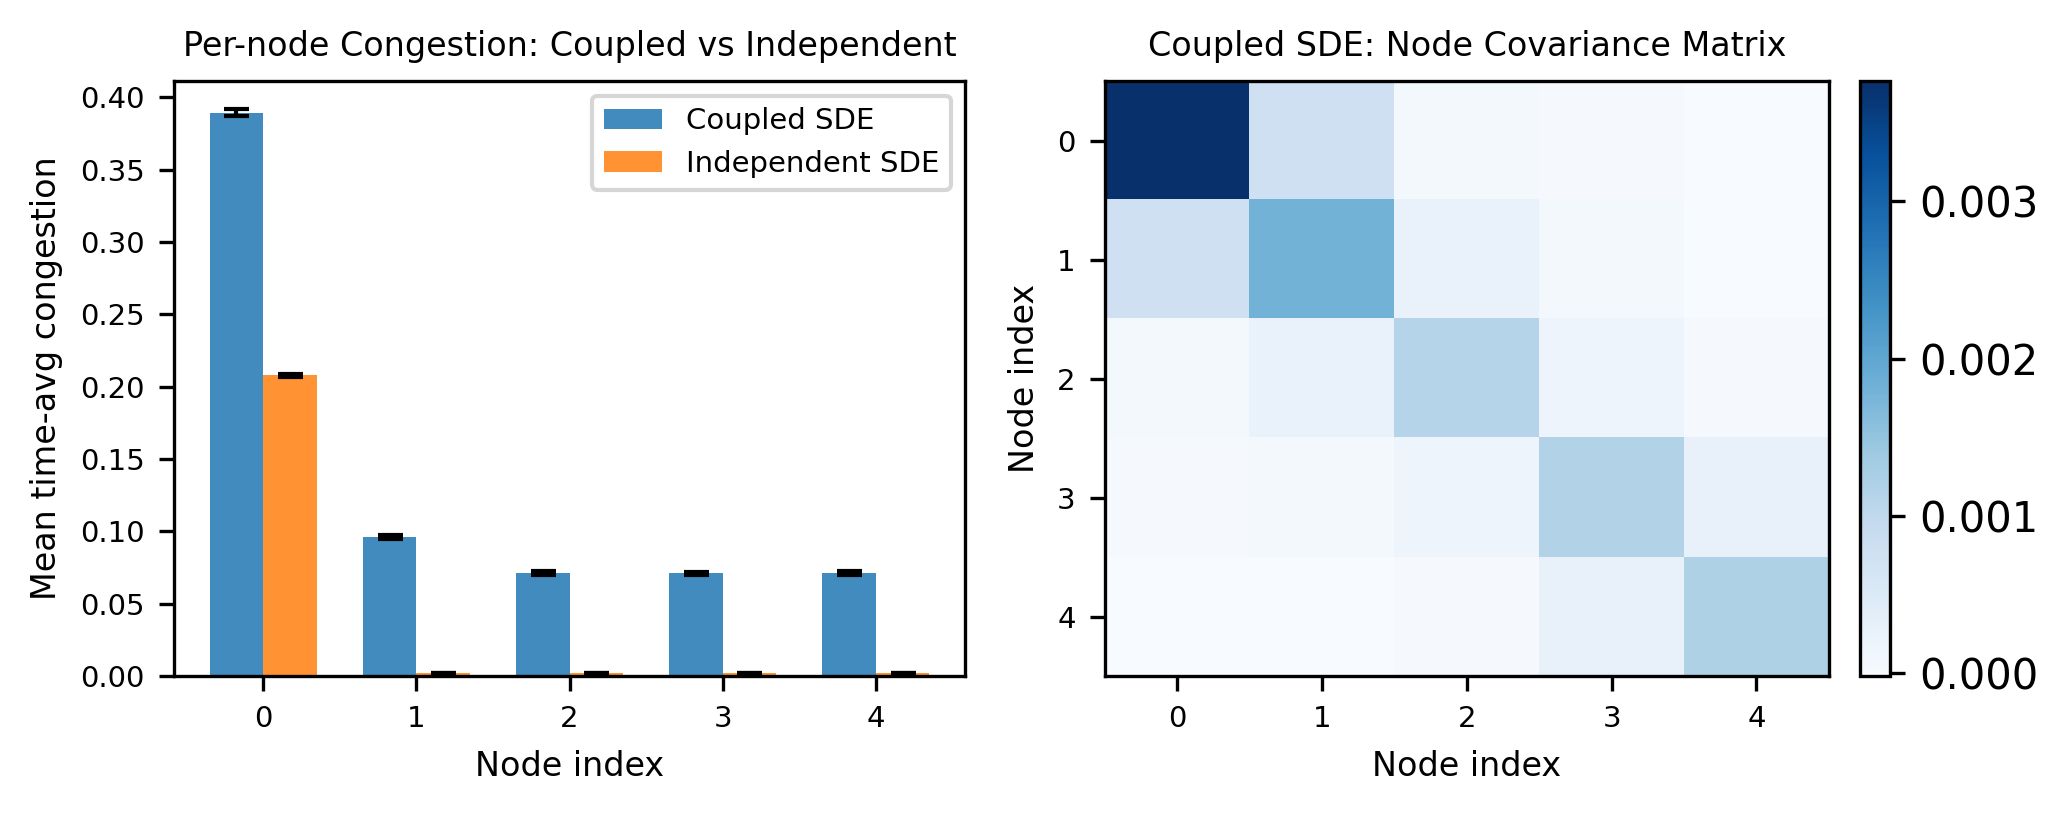 Per-node Congestion: Coupled vs Independent
Mean time-avg congestion
0.40
0.35
0.30
0.25
0.20
0.15
0.10
0.05
0.00
Coupled SDE
Independent SDE
0 1 2 3 4
Node index
Coupled SDE: Node Covariance Matrix
Node index
0
1
2
3
4
0 1 2 3 4
Node index
0.003
0.002
0.001
0.000